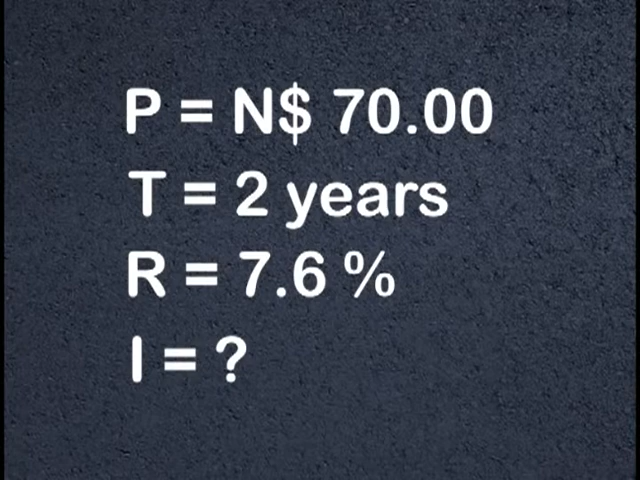 P = N$ 70.00
T = 2 years
R = 7.6 %
I = ?